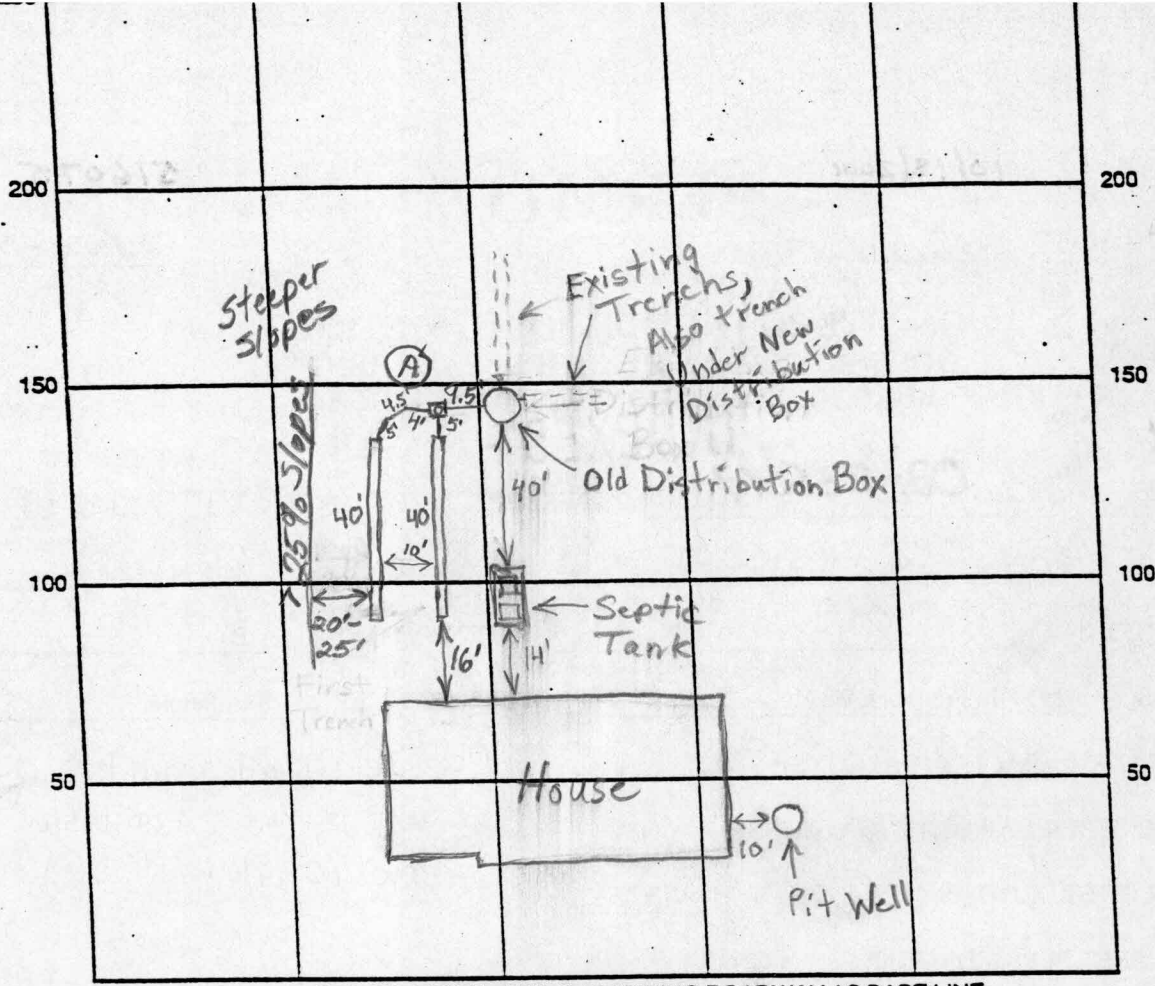 200
200
Steeper
Slopes
Existing
Trenchs,
Also trench
Under New
Distribution
Box
A
150
150
4.5'
9.5'
5'
4'
5'
>25% Slopes
40'
40'
40'
Old Distribution Box
10'
100
100
20'-
25'
Septic
Tank
16'
14'
First
Trench
50
50
House
10'
Pit Well